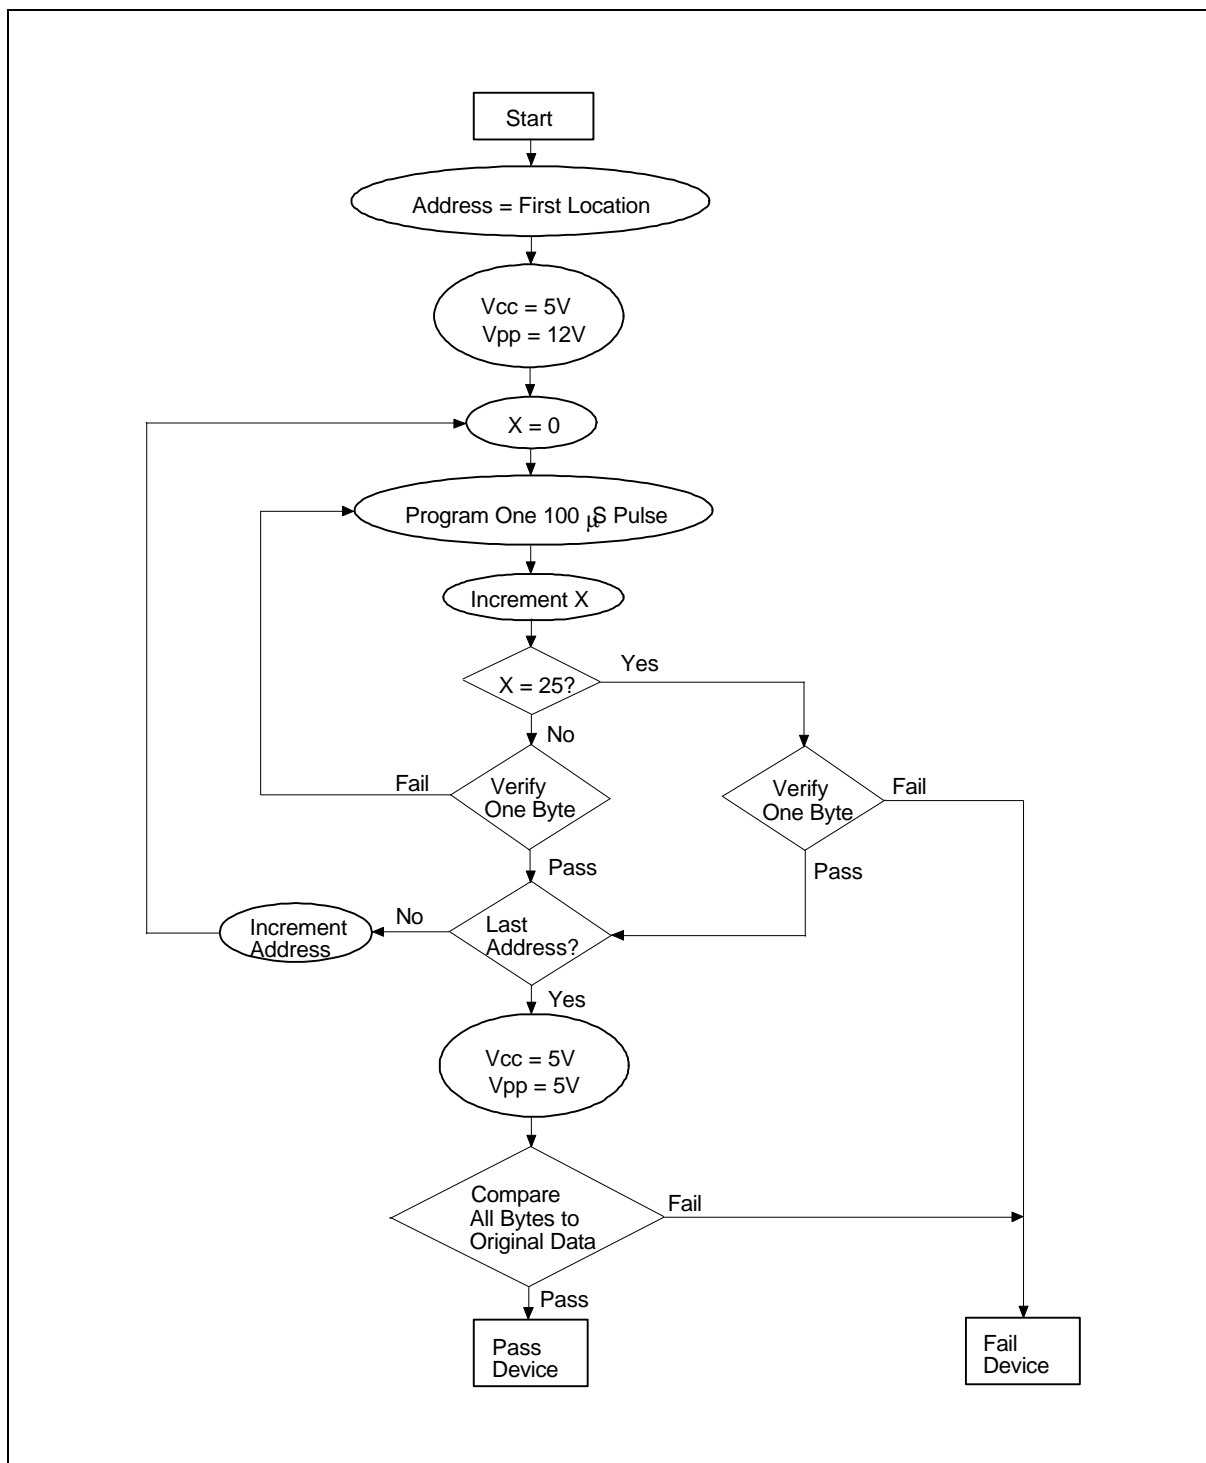 Start
Address = First Location
Vcc = 5V
Vpp = 12V
X = 0
Program One 100 µS Pulse
Increment X
X = 25?
Yes
No
Fail
Verify
One Byte
Verify
One Byte
Fail
Pass
Pass
Increment
Address
No
Last
Address?
Yes
Vcc = 5V
Vpp = 5V
Compare
All Bytes to
Original Data
Fail
Pass
Pass
Device
Fail
Device